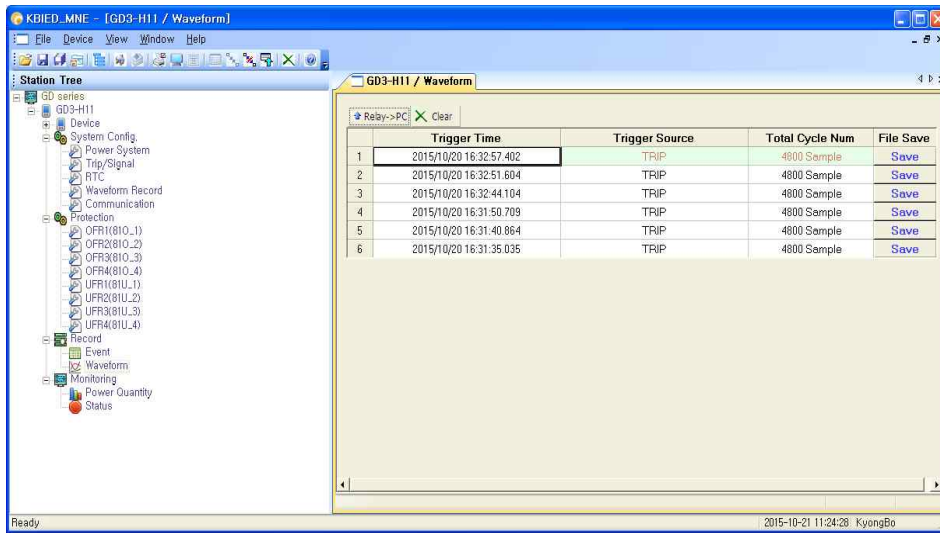 KBIED_MNE - [GD3-H11 / Waveform]
File Device View Window Help
Station Tree
GD series
GD3-H11
Device
System Config.
Power System
Trip/Signal
RTC
Waveform Record
Communication
Protection
OFR1(81O_1)
OFR2(81O_2)
OFR3(81O_3)
OFR4(81O_4)
UFR1(81U_1)
UFR2(81U_2)
UFR3(81U_3)
UFR4(81U_4)
Record
Event
Waveform
Monitoring
Power Quantity
Status
GD3-H11 / Waveform
Relay->PC Clear
Trigger Time Trigger Source Total Cycle Num File Save
1 2015/10/20 16:32:57.402 TRIP 4800 Sample Save
2 2015/10/20 16:32:51.604 TRIP 4800 Sample Save
3 2015/10/20 16:32:44.104 TRIP 4800 Sample Save
4 2015/10/20 16:31:50.709 TRIP 4800 Sample Save
5 2015/10/20 16:31:40.864 TRIP 4800 Sample Save
6 2015/10/20 16:31:35.035 TRIP 4800 Sample Save
Ready 2015-10-21 11:24:28 KyongBo